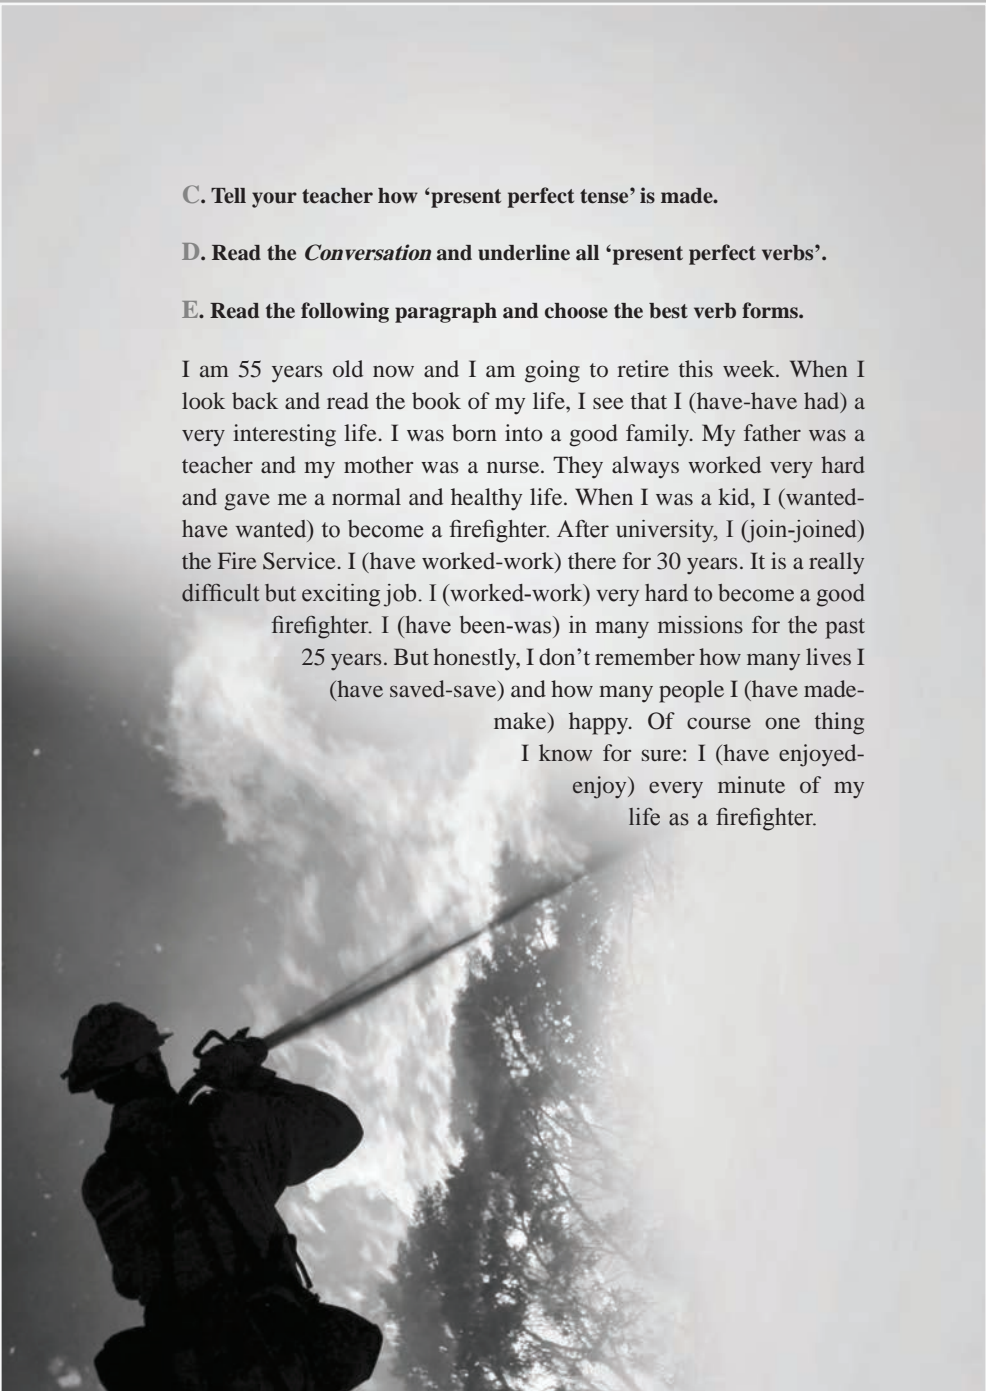 C. Tell your teacher how ‘present perfect tense’ is made.
D. Read the Conversation and underline all ‘present perfect verbs’.
E. Read the following paragraph and choose the best verb forms.
I am 55 years old now and I am going to retire this week. When I
look back and read the book of my life, I see that I (have-have had) a
very interesting life. I was born into a good family. My father was a
teacher and my mother was a nurse. They always worked very hard
and gave me a normal and healthy life. When I was a kid, I (wanted-
have wanted) to become a firefighter. After university, I (join-joined)
the Fire Service. I (have worked-work) there for 30 years. It is a really
difficult but exciting job. I (worked-work) very hard to become a good
firefighter. I (have been-was) in many missions for the past
25 years. But honestly, I don’t remember how many lives I
(have saved-save) and how many people I (have made-
make) happy. Of course one thing
I know for sure: I (have enjoyed-
enjoy) every minute of my
life as a firefighter.